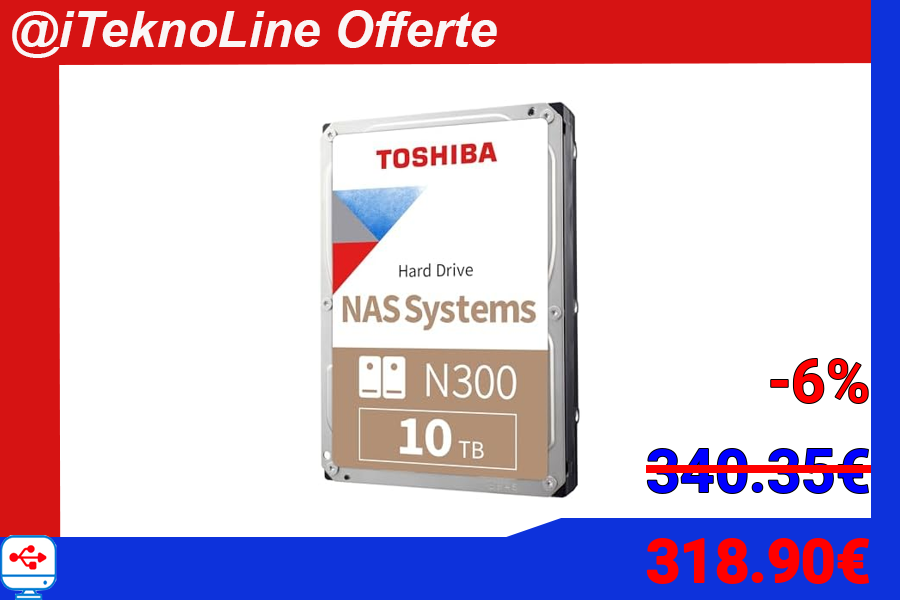 @iTeknoLine Offerte
TOSHIBA
Hard Drive
NAS Systems
N300
10 TB
-6%
340.35€
318.90€